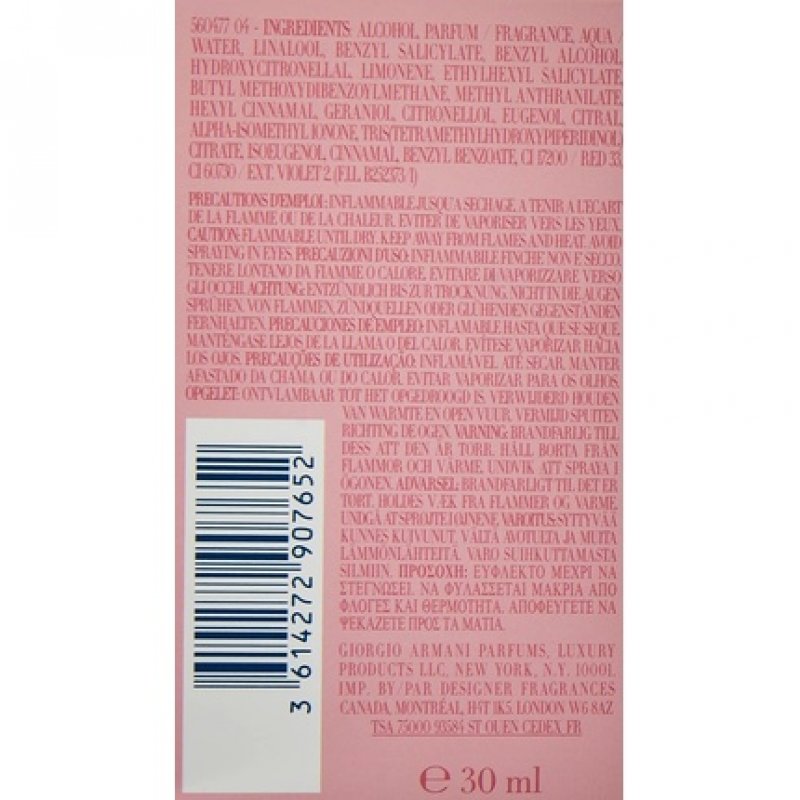 560477 04 - INGREDIENTS: ALCOHOL, PARFUM / FRAGRANCE, AQUA /
WATER, LINALOOL, BENZYL SALICYLATE, BENZYL ALCOHOL,
HYDROXYCITRONELLAL, LIMONENE, ETHYLHEXYL SALICYLATE,
BUTYL METHOXYDIBENZOYLMETHANE, METHYL ANTHRANILATE,
HEXYL CINNAMAL, GERANIOL, CITRONELLOL, EUGENOL, CITRAL,
ALPHA-ISOMETHYL IONONE, TRIS(TETRAMETHYLHYDROXYPIPERIDINOL)
CITRATE, ISOEUGENOL, CINNAMAL, BENZYL BENZOATE, CI 17200 / RED 33,
CI 60730 / EXT. VIOLET 2. (F.I.L. B252373/1)
PRECAUTIONS D'EMPLOI: INFLAMMABLE JUSQU'A SECHAGE. A TENIR A L'ECART
DE LA FLAMME OU DE LA CHALEUR. EVITER DE VAPORISER VERS LES YEUX.
CAUTION: FLAMMABLE UNTIL DRY. KEEP AWAY FROM FLAMES AND HEAT. AVOID
SPRAYING IN EYES. PRECAUZIONI D'USO: INFIAMMABILE FINCHE NON E SECCO.
TENERE LONTANO DA FIAMME O CALORE. EVITARE DI VAPORIZZARE VERSO
GLI OCCHI. ACHTUNG: ENTZÜNDLICH BIS ZUR TROCKNUNG. NICHT IN DIE AUGEN
SPRÜHEN. VON FLAMMEN, ZÜNDQUELLEN ODER GLÜHENDEN GEGENSTÄNDEN
FERNHALTEN. PRECAUCIONES DE EMPLEO: INFLAMABLE HASTA QUE SE SEQUE.
MANTÉNGASE LEJOS DE LA LLAMA O DEL CALOR. EVÍTESE VAPORIZAR HACIA
LOS OJOS. PRECAUÇÕES DE UTILIZAÇÃO: INFLAMÁVEL ATÉ SECAR. MANTER
AFASTADO DA CHAMA OU DO CALOR. EVITAR VAPORIZAR PARA OS OLHOS.
OPGELET: ONTVLAMBAAR TOT HET OPGEDROOGD IS. VERWIJDERD HOUDEN
VAN WARMTE EN OPEN VUUR. VERMIJD SPUITEN
RICHTING DE OGEN. VARNING: BRANDFARLIG TILL
DESS ATT DEN ÄR TORR. HÅLL BORTA FRÅN
FLAMMOR OCH VÄRME. UNDVIK ATT SPRAYA I
ÖGONEN. ADVARSEL: BRANDFARLIGT TIL DET ER
TØRT. HOLDES VÆK FRA FLAMMER OG VARME.
UNDGÅ AT SPRØJTE I ØJNENE. VAROITUS: SYTTYVÄÄ
KUNNES KUIVUNUT. VÄLTÄ AVOTULTA JA MUITA
LÄMMÖNLÄHTEITÄ. VARO SUIHKUTTAMASTA
SILMIIN. ΠΡΟΣΟΧΗ: ΕΥΦΛΕΚΤΟ ΜΕΧΡΙ ΝΑ
ΣΤΕΓΝΩΣΕΙ. ΝΑ ΦΥΛΑΣΣΕΤΑΙ ΜΑΚΡΙΑ ΑΠΟ
ΦΛΟΓΕΣ ΚΑΙ ΘΕΡΜΟΤΗΤΑ. ΑΠΟΦΕΥΓΕΤΕ ΝΑ
ΨΕΚΑΖΕΤΕ ΠΡΟΣ ΤΑ ΜΑΤΙΑ.
GIORGIO ARMANI PARFUMS, LUXURY
PRODUCTS LLC, NEW YORK, N.Y. 10001.
IMP. BY/PAR DESIGNER FRAGRANCES
CANADA, MONTRÉAL, H4T 1K5. LONDON W6 8AZ
TSA 75000 93584 ST OUEN CEDEX, FR
℮ 30 ml
3 614272 907652